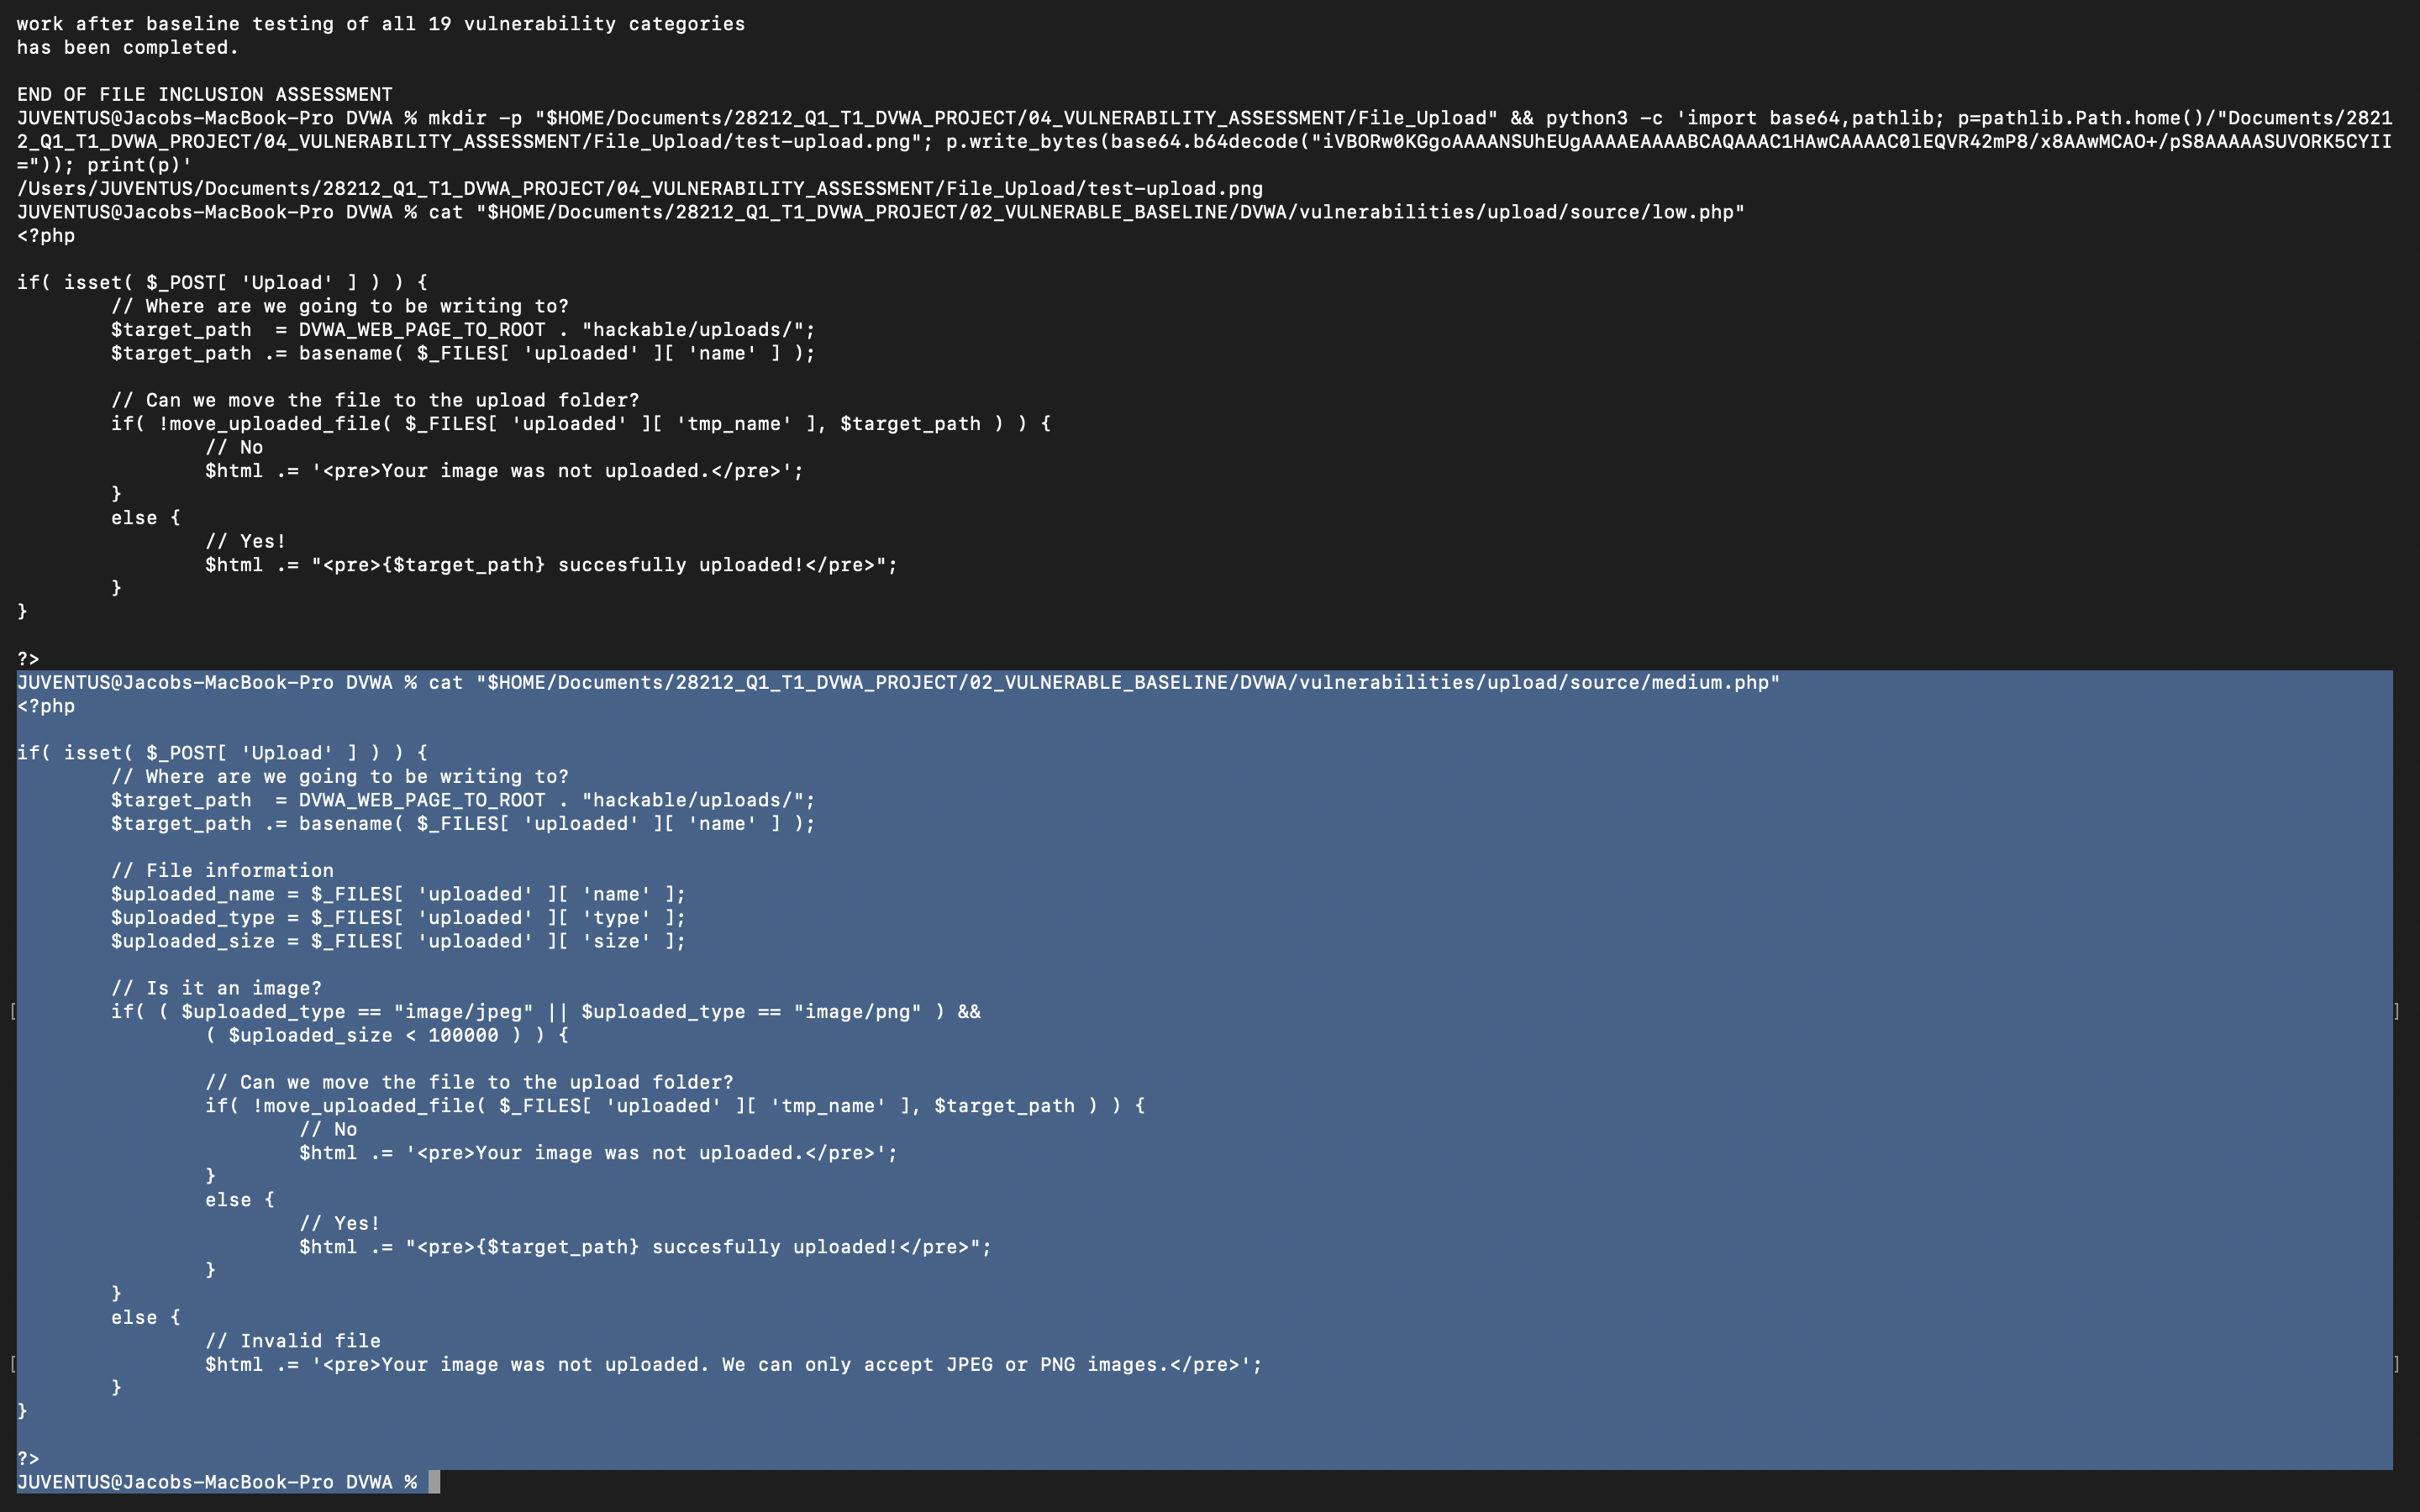 work after baseline testing of all 19 vulnerability categories
has been completed.
END OF FILE INCLUSION ASSESSMENT
JUVENTUS@Jacobs-MacBook-Pro DVWA % mkdir -p "$HOME/Documents/28212_Q1_T1_DVWA_PROJECT/04_VULNERABILITY_ASSESSMENT/File_Upload" && python3 -c 'import base64,pathlib; p=pathlib.Path.home()/"Documents/2821
2_Q1_T1_DVWA_PROJECT/04_VULNERABILITY_ASSESSMENT/File_Upload/test-upload.png"; p.write_bytes(base64.b64decode("iVBORw0KGgoAAAANSUhEUgAAAAEAAAABCAQAAAC1HAwCAAAAC0lEQVR42mP8/x8AAwMCAO+/pS8AAAAASUVORK5CYII
=")); print(p)'
/Users/JUVENTUS/Documents/28212_Q1_T1_DVWA_PROJECT/04_VULNERABILITY_ASSESSMENT/File_Upload/test-upload.png
JUVENTUS@Jacobs-MacBook-Pro DVWA % cat "$HOME/Documents/28212_Q1_T1_DVWA_PROJECT/02_VULNERABLE_BASELINE/DVWA/vulnerabilities/upload/source/low.php"
<?php
if( isset( $_POST[ 'Upload' ] ) ) {
// Where are we going to be writing to?
$target_path  = DVWA_WEB_PAGE_TO_ROOT . "hackable/uploads/";
$target_path .= basename( $_FILES[ 'uploaded' ][ 'name' ] );
// Can we move the file to the upload folder?
if( !move_uploaded_file( $_FILES[ 'uploaded' ][ 'tmp_name' ], $target_path ) ) {
// No
$html .= '<pre>Your image was not uploaded.</pre>';
}
else {
// Yes!
$html .= "<pre>{$target_path} succesfully uploaded!</pre>";
}
}
?>
JUVENTUS@Jacobs-MacBook-Pro DVWA % cat "$HOME/Documents/28212_Q1_T1_DVWA_PROJECT/02_VULNERABLE_BASELINE/DVWA/vulnerabilities/upload/source/medium.php"
<?php
if( isset( $_POST[ 'Upload' ] ) ) {
// Where are we going to be writing to?
$target_path  = DVWA_WEB_PAGE_TO_ROOT . "hackable/uploads/";
$target_path .= basename( $_FILES[ 'uploaded' ][ 'name' ] );
// File information
$uploaded_name = $_FILES[ 'uploaded' ][ 'name' ];
$uploaded_type = $_FILES[ 'uploaded' ][ 'type' ];
$uploaded_size = $_FILES[ 'uploaded' ][ 'size' ];
// Is it an image?
[ if( ( $uploaded_type == "image/jpeg" || $uploaded_type == "image/png" ) && ]
( $uploaded_size < 100000 ) ) {
// Can we move the file to the upload folder?
if( !move_uploaded_file( $_FILES[ 'uploaded' ][ 'tmp_name' ], $target_path ) ) {
// No
$html .= '<pre>Your image was not uploaded.</pre>';
}
else {
// Yes!
$html .= "<pre>{$target_path} succesfully uploaded!</pre>";
}
}
else {
// Invalid file
[ $html .= '<pre>Your image was not uploaded. We can only accept JPEG or PNG images.</pre>'; ]
}
}
?>
JUVENTUS@Jacobs-MacBook-Pro DVWA %